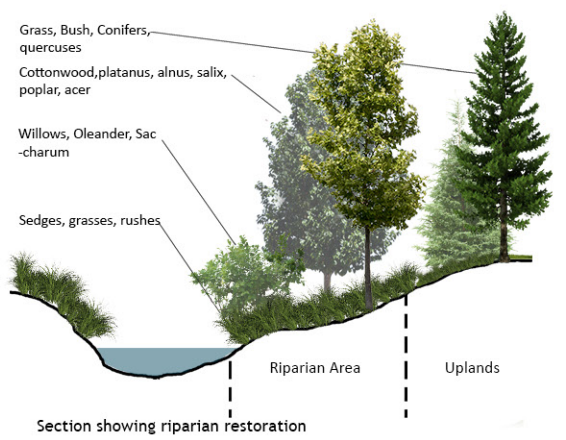 Grass, Bush, Conifers,
quercuses
Cottonwood,platanus, alnus, salix,
poplar, acer
Willows, Oleander, Sac
-charum
Sedges, grasses, rushes
Riparian Area
Uplands
Section showing riparian restoration